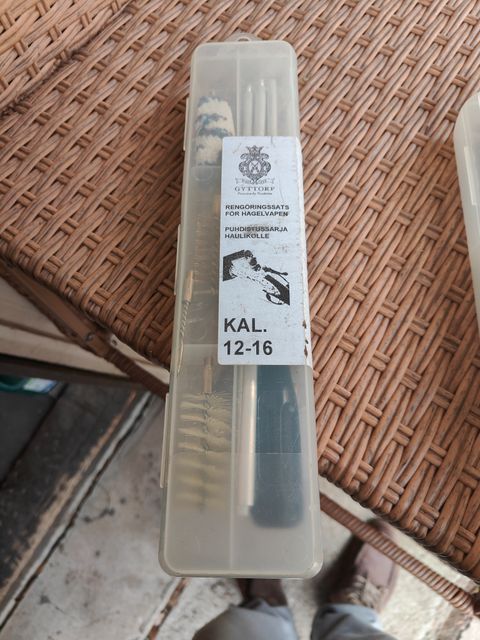 GYTTORP
RENGÖRINGSSATS
FÖR HAGELVAPEN
PUHDISTUSSARJA
HAULIKOLLE
KAL.
12-16